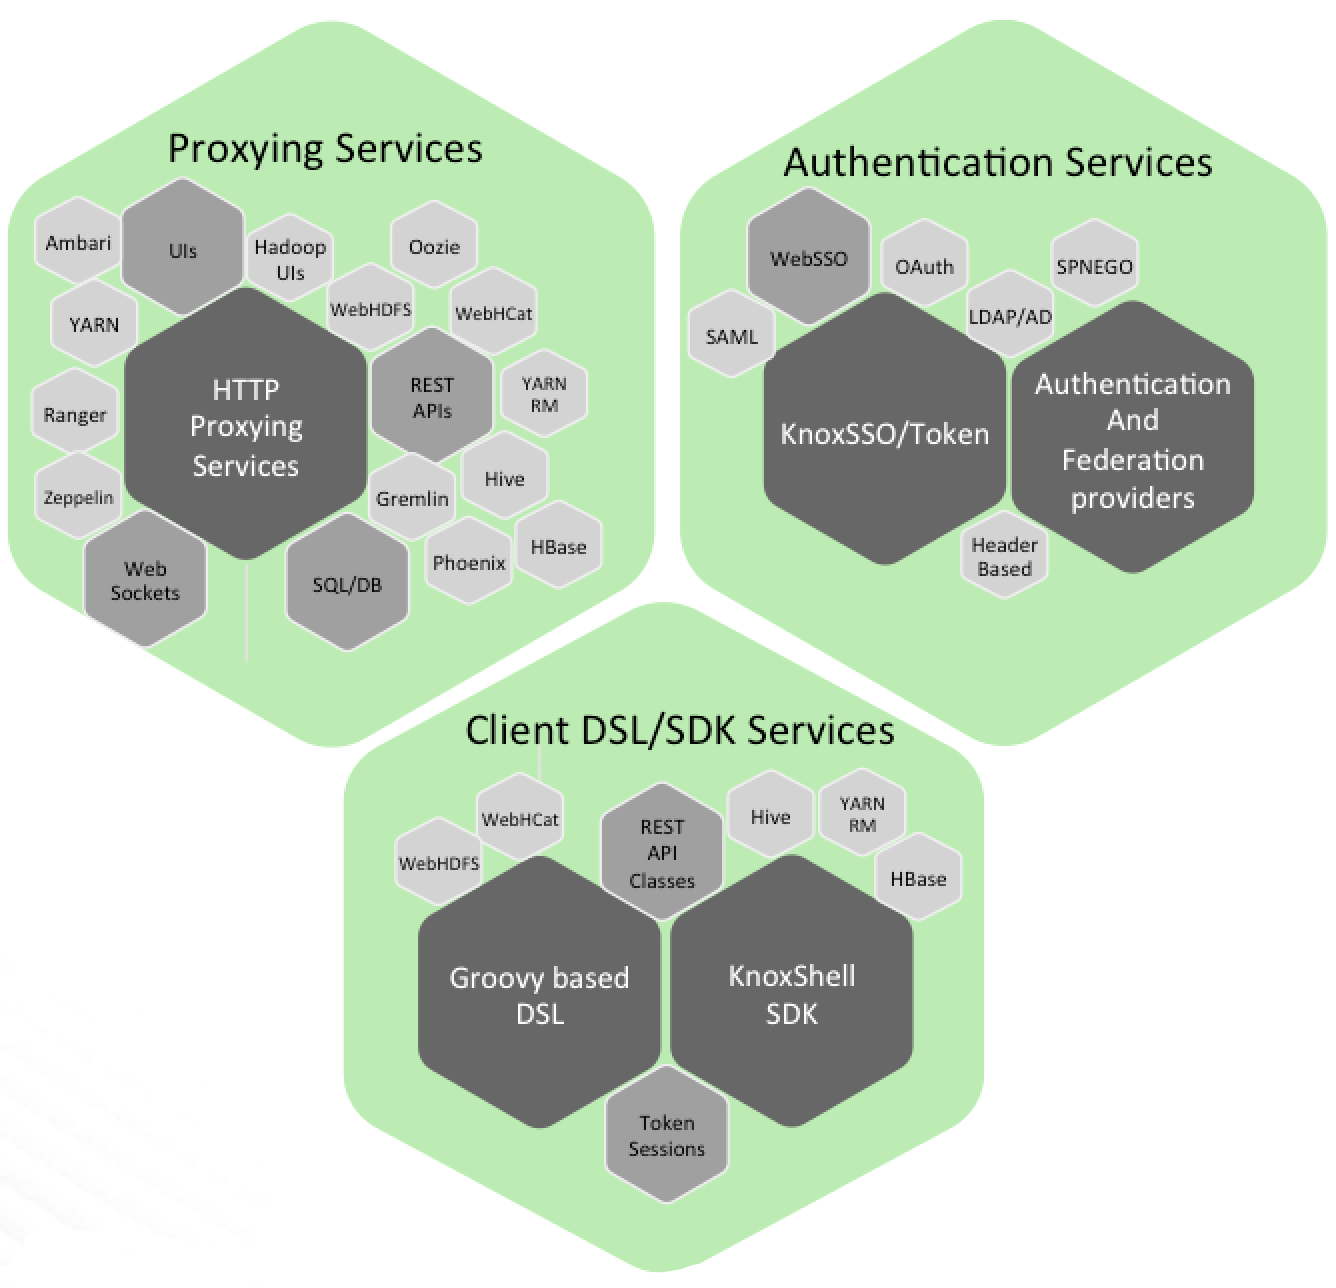 Proxying Services
Ambari
UIs
Hadoop
UIs
Oozie
YARN
WebHDFS
WebHCat
HTTP
Proxying
Services
REST
APIs
YARN
RM
Ranger
Zeppelin
Gremlin
Hive
Web
Sockets
SQL/DB
Phoenix
HBase
Authentication Services
WebSSO
OAuth
SPNEGO
SAML
LDAP/AD
KnoxSSO/Token
Authentication
And
Federation
providers
Header
Based
Client DSL/SDK Services
WebHDFS
WebHCat
REST
API
Classes
Hive
YARN
RM
HBase
Groovy based
DSL
KnoxShell
SDK
Token
Sessions